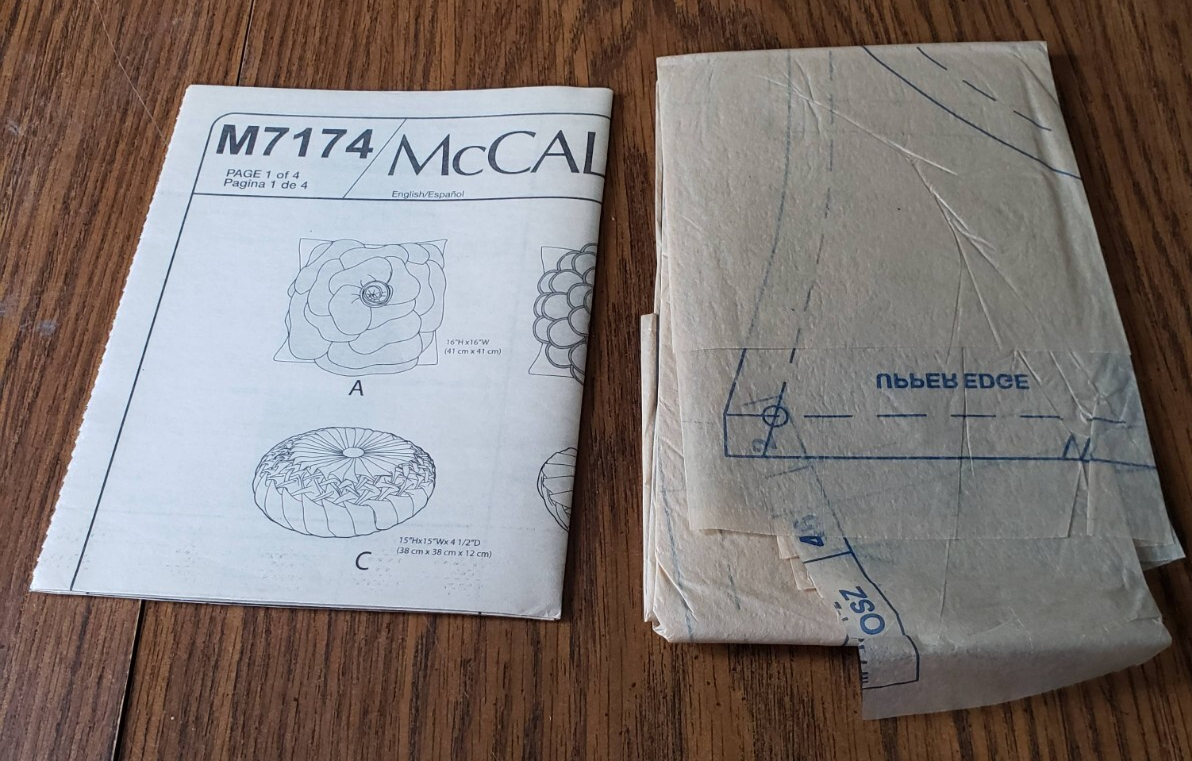 M7174
McCAL
PAGE 1 of 4
Pagina 1 de 4
English/Español
16"H x16"W
(41 cm x 41 cm)
A
15"Hx15"Wx 4 1/2"D
(38 cm x 38 cm x 12 cm)
C
UPPER EDGE